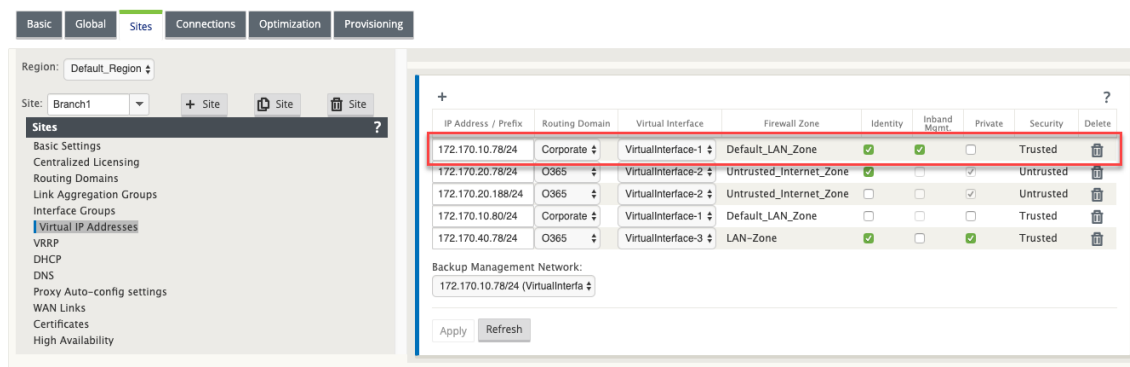 Basic Global Sites Connections Optimization Provisioning
Region: Default_Region
Site: Branch1 + Site Site Site
Sites ?
Basic Settings
Centralized Licensing
Routing Domains
Link Aggregation Groups
Interface Groups
Virtual IP Addresses
VRRP
DHCP
DNS
Proxy Auto-config settings
WAN Links
Certificates
High Availability
+ ?
IP Address / Prefix Routing Domain Virtual Interface Firewall Zone Identity Inband Mgmt. Private Security Delete
172.170.10.78/24 Corporate VirtualInterface-1 Default_LAN_Zone Trusted
172.170.20.78/24 O365 VirtualInterface-2 Untrusted_Internet_Zone Untrusted
172.170.20.188/24 O365 VirtualInterface-2 Untrusted_Internet_Zone Untrusted
172.170.10.80/24 Corporate VirtualInterface-1 Default_LAN_Zone Trusted
172.170.40.78/24 O365 VirtualInterface-3 LAN-Zone Trusted
Backup Management Network:
172.170.10.78/24 (VirtualInterfa
Apply Refresh